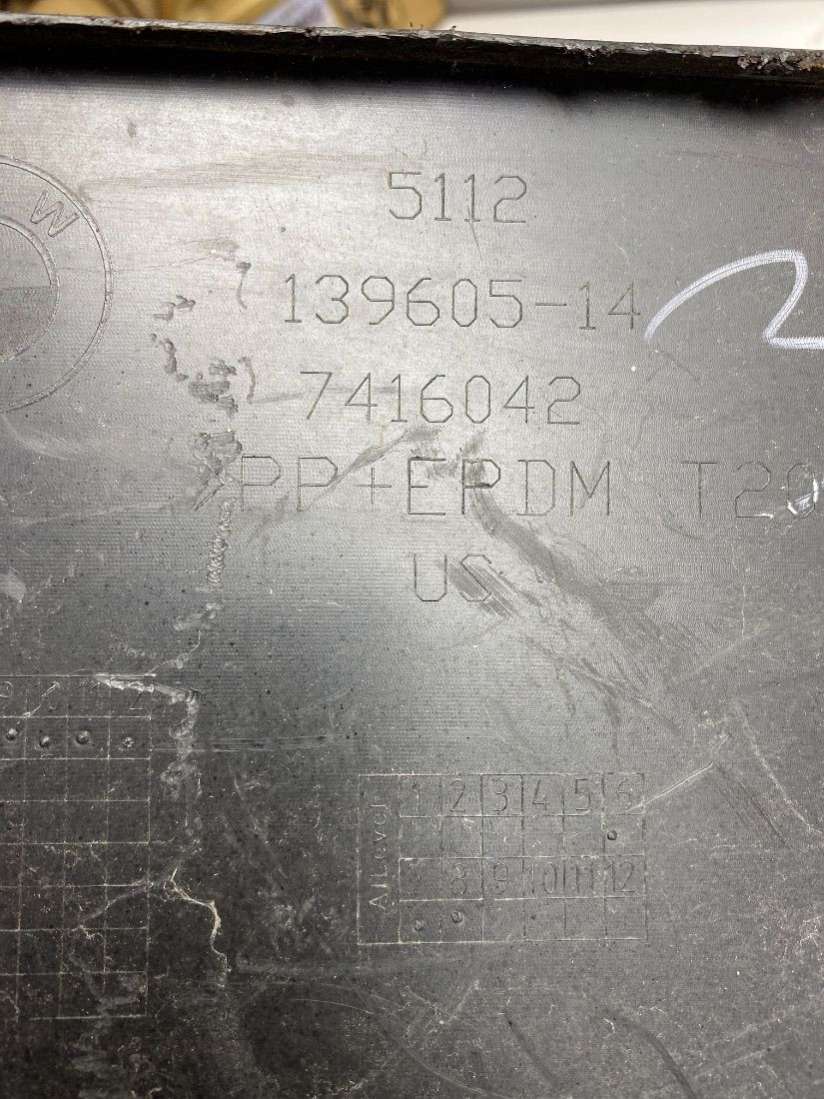 W
5112
139605-14
7416042
PP+EPDM T20
US
AILever 1 2 3 4 5 6
8 9 10 11 12